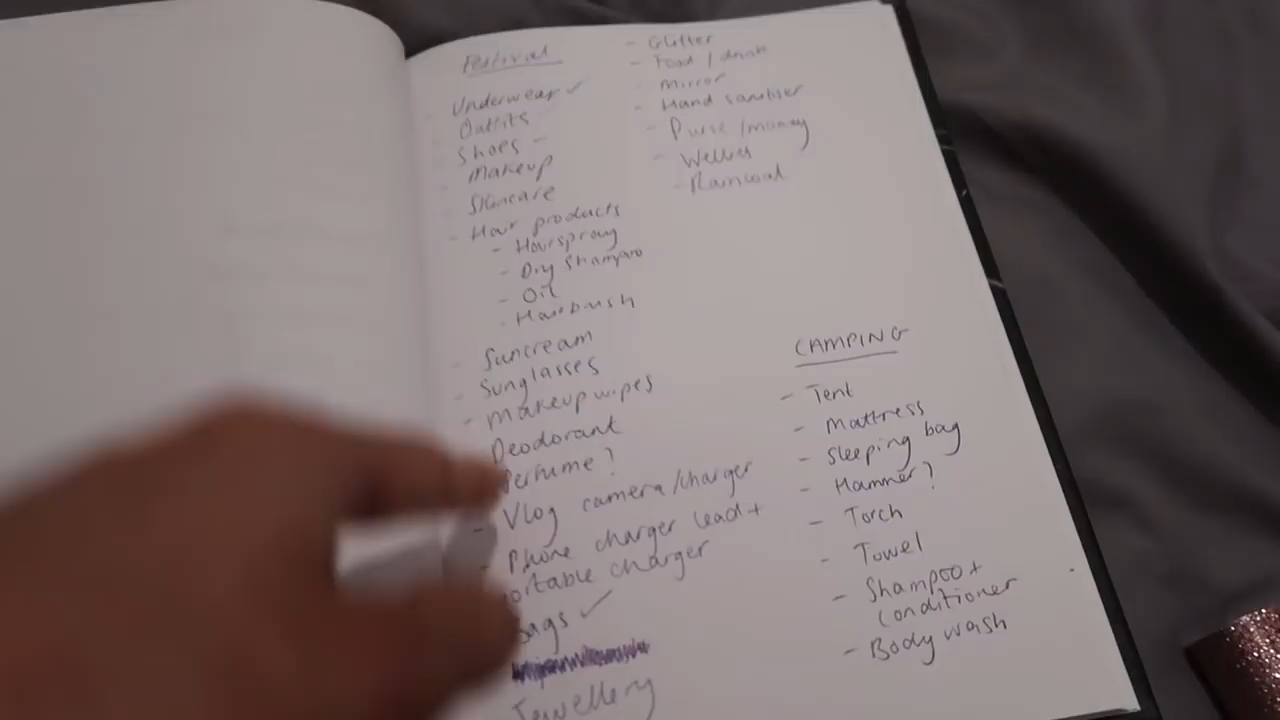 Festival
- Underwear ✓
- Outfits
- Shoes -
- Makeup
- Skincare
- Hair products
- Hairspray
- Dry Shampoo
- Oil
- Hairbrush
- Suncream
- Sunglasses
- Makeup wipes
Deodorant
Perfume?
- Vlog camera/charger
- Phone charger lead +
ortable charger
Bags ✓
Jewellery
- Glitter
- Food / drink
- Mirror
- Hand sanitiser
- Purse/money
- Wellies
- Raincoat
CAMPING
- Tent
- Mattress
- Sleeping bag
- Hammer?
- Torch
- Towel
- Shampoo +
conditioner
- Body wash